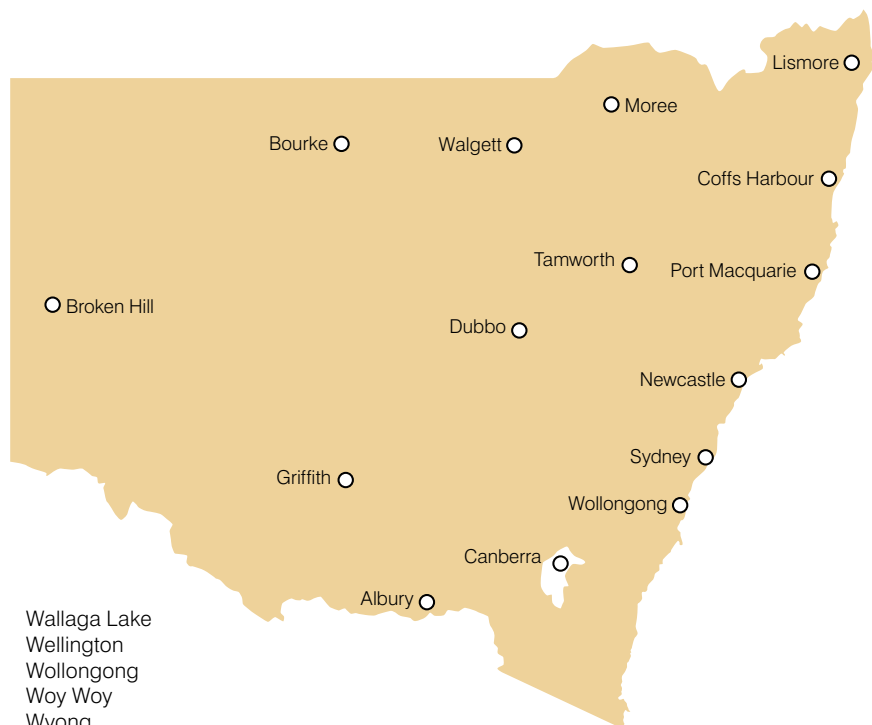 Lismore
Moree
Bourke
Walgett
Coffs Harbour
Tamworth
Port Macquarie
Broken Hill
Dubbo
Newcastle
Sydney
Griffith
Wollongong
Canberra
Albury
Wallaga Lake
Wellington
Wollongong
Woy Woy
Wyong